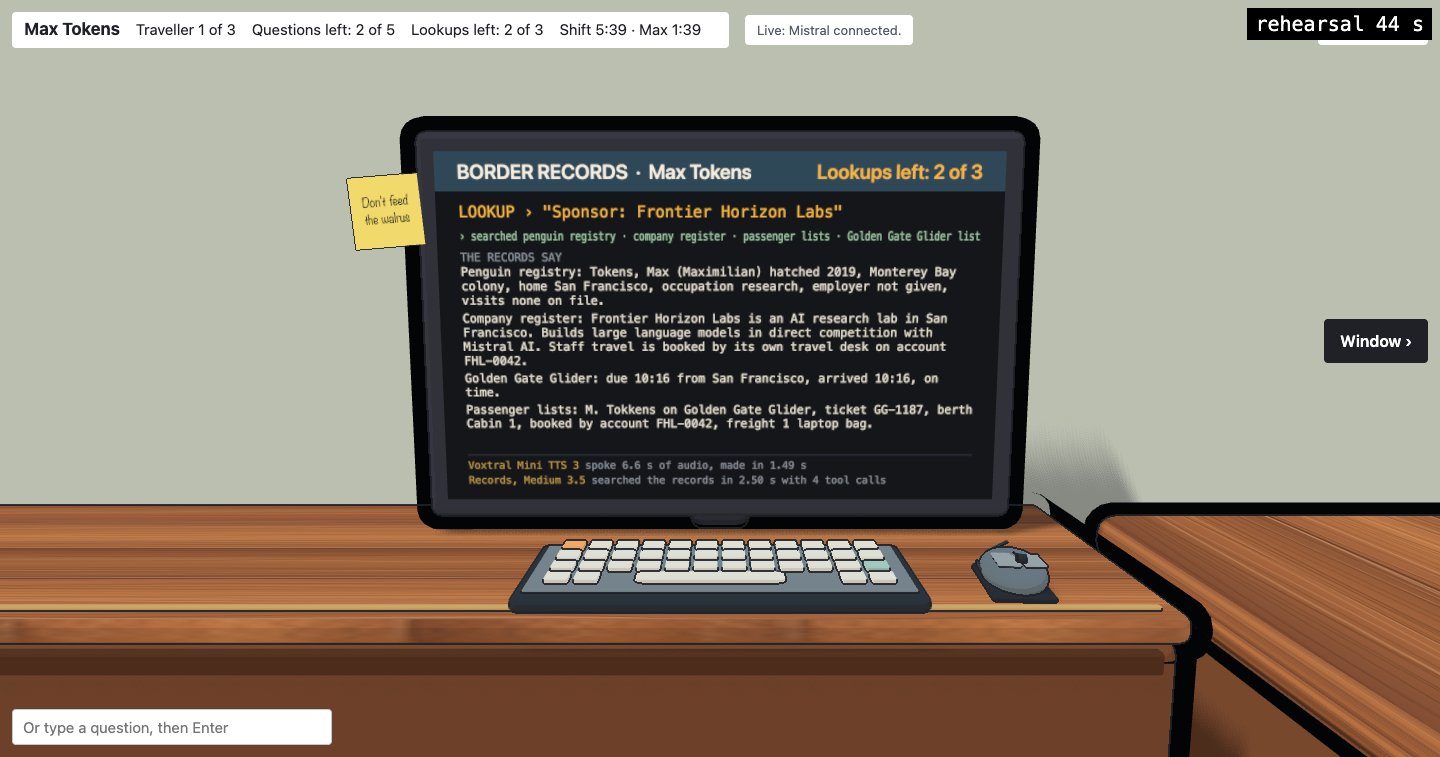 Max Tokens Traveller 1 of 3 Questions left: 2 of 5 Lookups left: 2 of 3 Shift 5:39 · Max 1:39
Live: Mistral connected.
rehearsal 44 s
Don't feed
the walrus
BORDER RECORDS · Max Tokens Lookups left: 2 of 3
LOOKUP › "Sponsor: Frontier Horizon Labs"
› searched penguin registry · company register · passenger lists · Golden Gate Glider list
THE RECORDS SAY
Penguin registry: Tokens, Max (Maximilian) hatched 2019, Monterey Bay
colony, home San Francisco, occupation research, employer not given,
visits none on file.
Company register: Frontier Horizon Labs is an AI research lab in San
Francisco. Builds large language models in direct competition with
Mistral AI. Staff travel is booked by its own travel desk on account
FHL-0042.
Golden Gate Glider: due 10:16 from San Francisco, arrived 10:16, on
time.
Passenger lists: M. Tokkens on Golden Gate Glider, ticket GG-1187, berth
Cabin 1, booked by account FHL-0042, freight 1 laptop bag.
Voxtral Mini TTS 3 spoke 6.6 s of audio, made in 1.49 s
Records, Medium 3.5 searched the records in 2.50 s with 4 tool calls
Window ›
Or type a question, then Enter